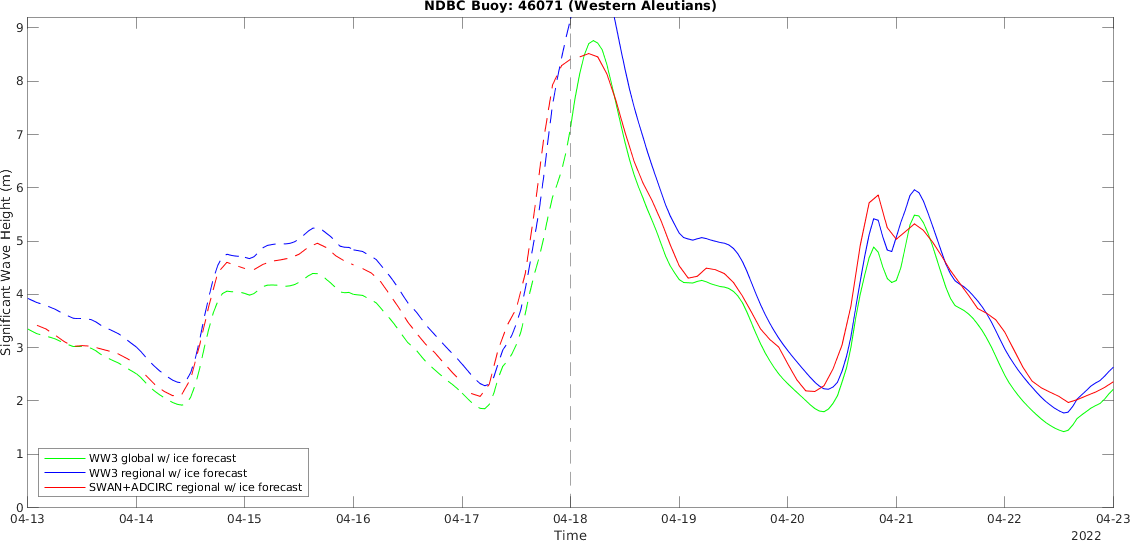 NDBC Buoy: 46071 (Western Aleutians)
Significant Wave Height (m)
9
8
7
6
5
4
3
2
1
0
WW3 global w/ ice forecast
WW3 regional w/ ice forecast
SWAN+ADCIRC regional w/ ice forecast
04-13 04-14 04-15 04-16 04-17 04-18 04-19 04-20 04-21 04-22 04-23
Time
2022